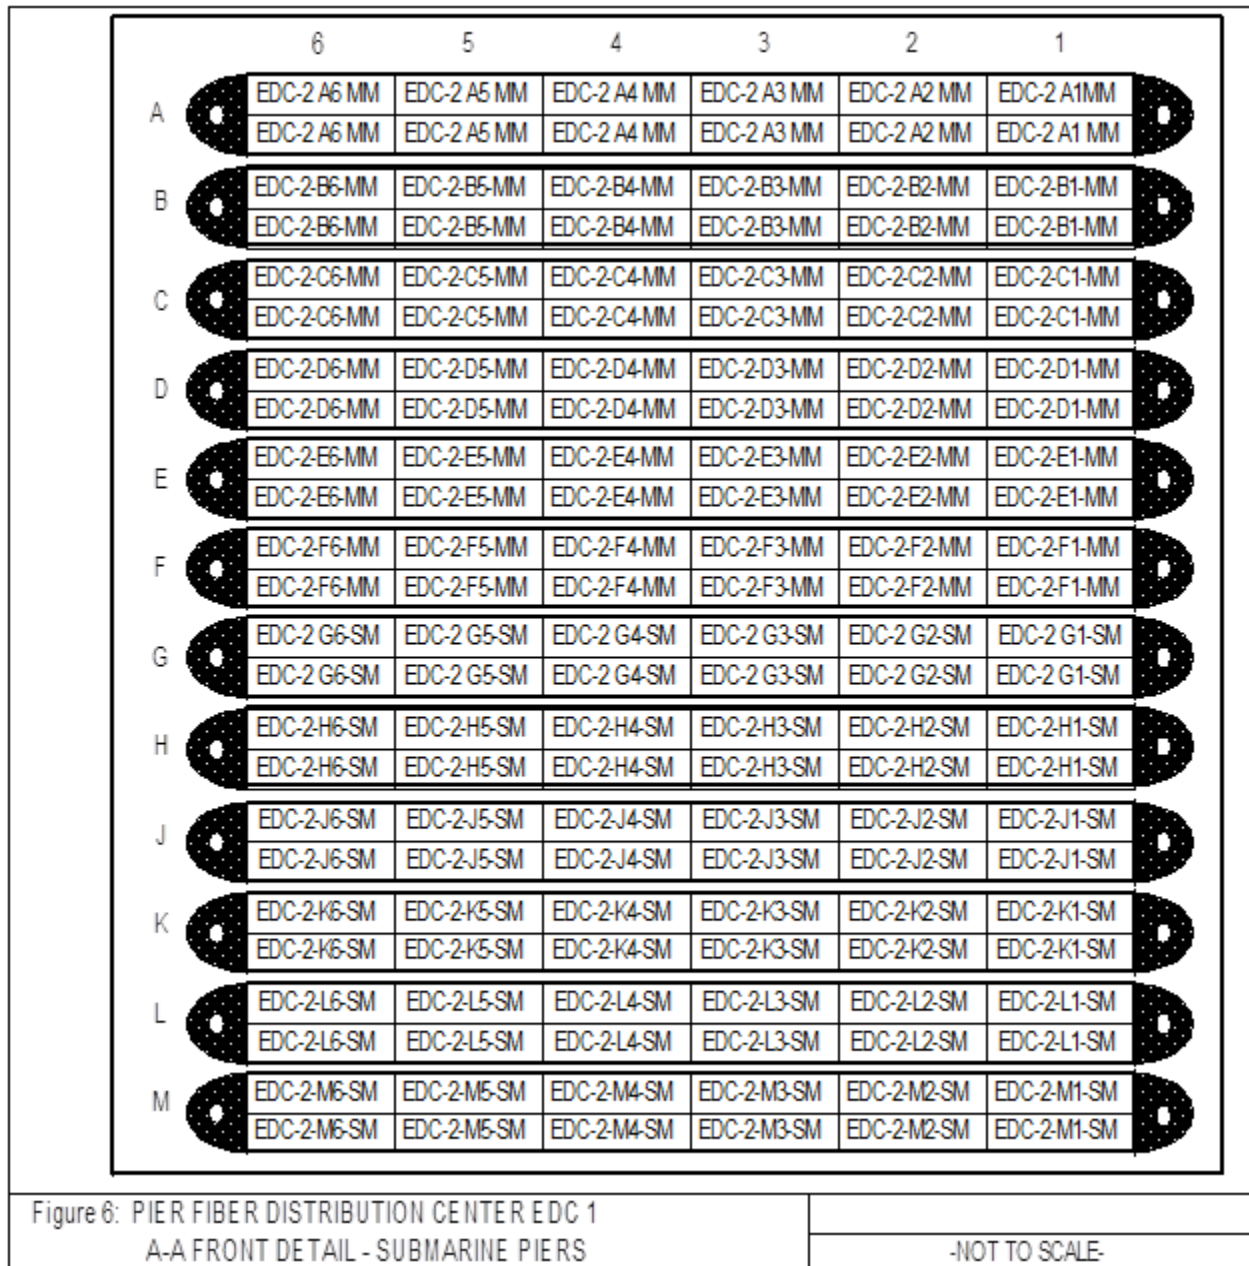 6 5 4 3 2 1
A
EDC-2 A6 MM EDC-2 A5 MM EDC-2 A4 MM EDC-2 A3 MM EDC-2 A2 MM EDC-2 A1MM
EDC-2 A6 MM EDC-2 A5 MM EDC-2 A4 MM EDC-2 A3 MM EDC-2 A2 MM EDC-2 A1 MM
B
EDC-2-B6-MM EDC-2-B5-MM EDC-2-B4-MM EDC-2-B3-MM EDC-2-B2-MM EDC-2-B1-MM
EDC-2-B6-MM EDC-2-B5-MM EDC-2-B4-MM EDC-2-B3-MM EDC-2-B2-MM EDC-2-B1-MM
C
EDC-2-C6-MM EDC-2-C5-MM EDC-2-C4-MM EDC-2-C3-MM EDC-2-C2-MM EDC-2-C1-MM
EDC-2-C6-MM EDC-2-C5-MM EDC-2-C4-MM EDC-2-C3-MM EDC-2-C2-MM EDC-2-C1-MM
D
EDC-2-D6-MM EDC-2-D5-MM EDC-2-D4-MM EDC-2-D3-MM EDC-2-D2-MM EDC-2-D1-MM
EDC-2-D6-MM EDC-2-D5-MM EDC-2-D4-MM EDC-2-D3-MM EDC-2-D2-MM EDC-2-D1-MM
E
EDC-2-E6-MM EDC-2-E5-MM EDC-2-E4-MM EDC-2-E3-MM EDC-2-E2-MM EDC-2-E1-MM
EDC-2-E6-MM EDC-2-E5-MM EDC-2-E4-MM EDC-2-E3-MM EDC-2-E2-MM EDC-2-E1-MM
F
EDC-2-F6-MM EDC-2-F5-MM EDC-2-F4-MM EDC-2-F3-MM EDC-2-F2-MM EDC-2-F1-MM
EDC-2-F6-MM EDC-2-F5-MM EDC-2-F4-MM EDC-2-F3-MM EDC-2-F2-MM EDC-2-F1-MM
G
EDC-2 G6-SM EDC-2 G5-SM EDC-2 G4-SM EDC-2 G3-SM EDC-2 G2-SM EDC-2 G1-SM
EDC-2 G6-SM EDC-2 G5-SM EDC-2 G4-SM EDC-2 G3-SM EDC-2 G2-SM EDC-2 G1-SM
H
EDC-2-H6-SM EDC-2-H5-SM EDC-2-H4-SM EDC-2-H3-SM EDC-2-H2-SM EDC-2-H1-SM
EDC-2-H6-SM EDC-2-H5-SM EDC-2-H4-SM EDC-2-H3-SM EDC-2-H2-SM EDC-2-H1-SM
J
EDC-2-J6-SM EDC-2-J5-SM EDC-2-J4-SM EDC-2-J3-SM EDC-2-J2-SM EDC-2-J1-SM
EDC-2-J6-SM EDC-2-J5-SM EDC-2-J4-SM EDC-2-J3-SM EDC-2-J2-SM EDC-2-J1-SM
K
EDC-2-K6-SM EDC-2-K5-SM EDC-2-K4-SM EDC-2-K3-SM EDC-2-K2-SM EDC-2-K1-SM
EDC-2-K6-SM EDC-2-K5-SM EDC-2-K4-SM EDC-2-K3-SM EDC-2-K2-SM EDC-2-K1-SM
L
EDC-2-L6-SM EDC-2-L5-SM EDC-2-L4-SM EDC-2-L3-SM EDC-2-L2-SM EDC-2-L1-SM
EDC-2-L6-SM EDC-2-L5-SM EDC-2-L4-SM EDC-2-L3-SM EDC-2-L2-SM EDC-2-L1-SM
M
EDC-2-M6-SM EDC-2-M5-SM EDC-2-M4-SM EDC-2-M3-SM EDC-2-M2-SM EDC-2-M1-SM
EDC-2-M6-SM EDC-2-M5-SM EDC-2-M4-SM EDC-2-M3-SM EDC-2-M2-SM EDC-2-M1-SM
Figure 6: PIER FIBER DISTRIBUTION CENTER EDC 1
A-A FRONT DETAIL - SUBMARINE PIERS
-NOT TO SCALE-